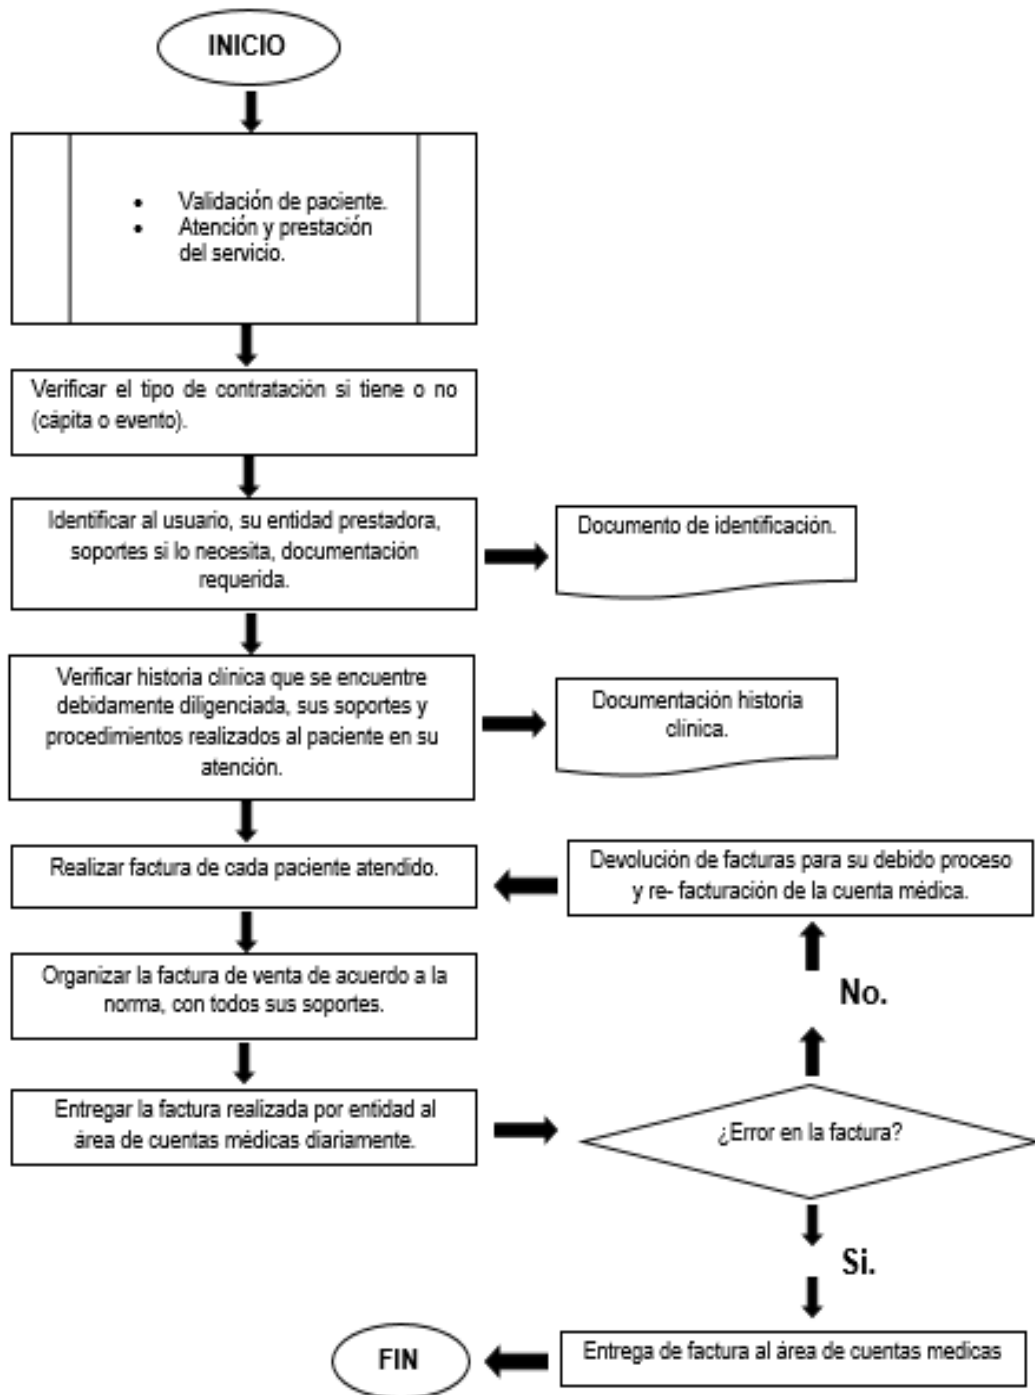 INICIO
• Validación de paciente.
• Atención y prestación
del servicio.
Verificar el tipo de contratación si tiene o no
(cápita o evento).
Identificar al usuario, su entidad prestadora,
soportes si lo necesita, documentación
requerida.
Documento de identificación.
Verificar historia clínica que se encuentre
debidamente diligenciada, sus soportes y
procedimientos realizados al paciente en su
atención.
Documentación historia
clínica.
Realizar factura de cada paciente atendido.
Devolución de facturas para su debido proceso
y re- facturación de la cuenta médica.
Organizar la factura de venta de acuerdo a la
norma, con todos sus soportes.
No.
Entregar la factura realizada por entidad al
área de cuentas médicas diariamente.
¿Error en la factura?
Si.
Entrega de factura al área de cuentas medicas
FIN